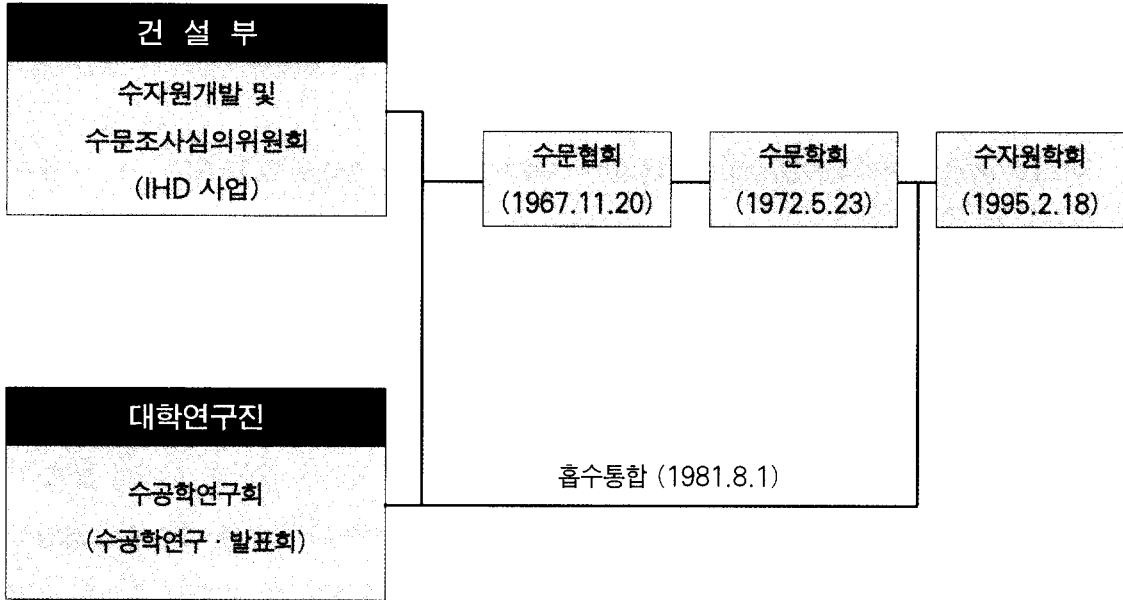 건 설 부
수자원개발 및
수문조사심의위원회
(IHD 사업)
수문협회
(1967.11.20)
수문학회
(1972.5.23)
수자원학회
(1995.2.18)
대학연구진
수공학연구회
(수공학연구 · 발표회)
흡수통합 (1981.8.1)